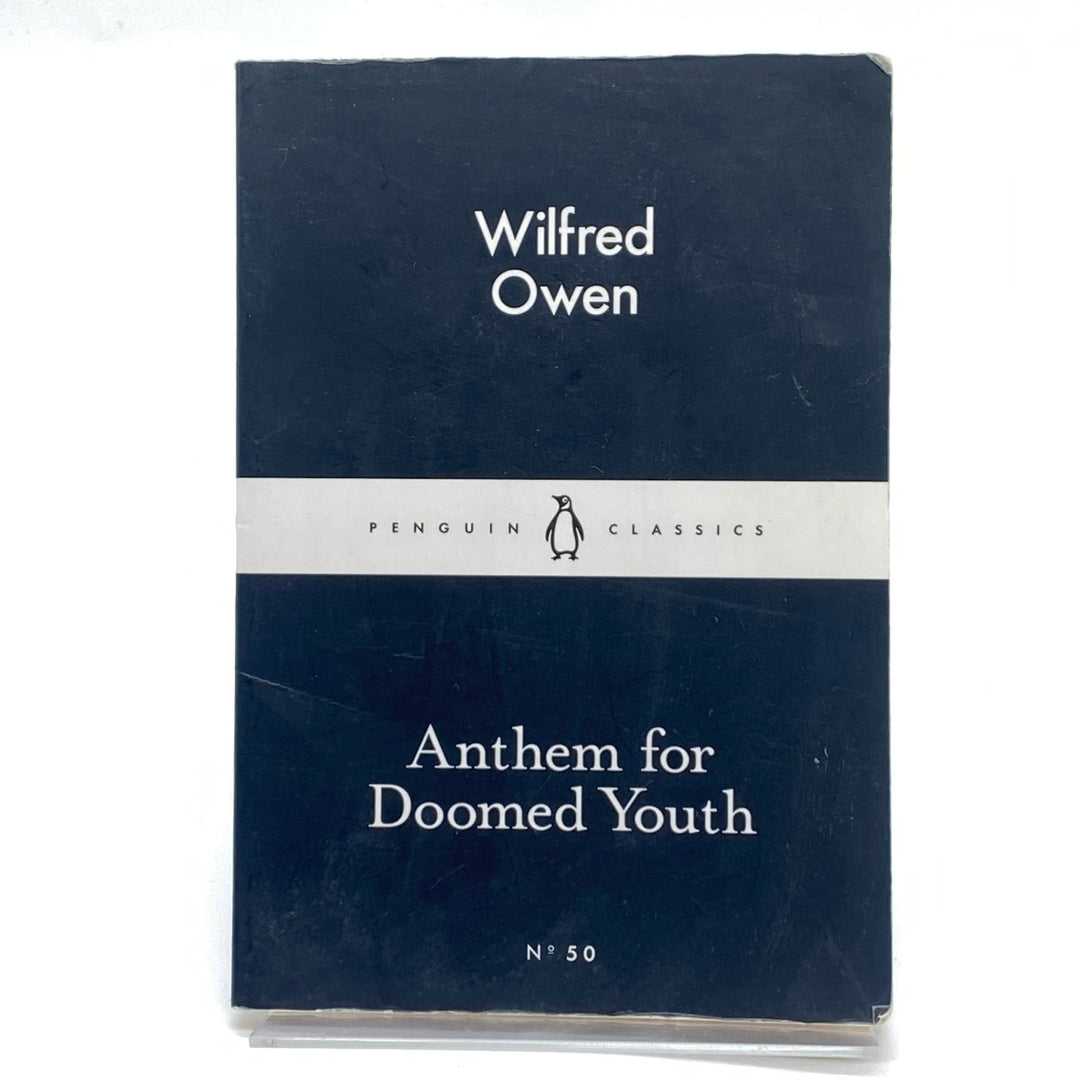 Wilfred
Owen
PENGUIN CLASSICS
Anthem for
Doomed Youth
Nº 50